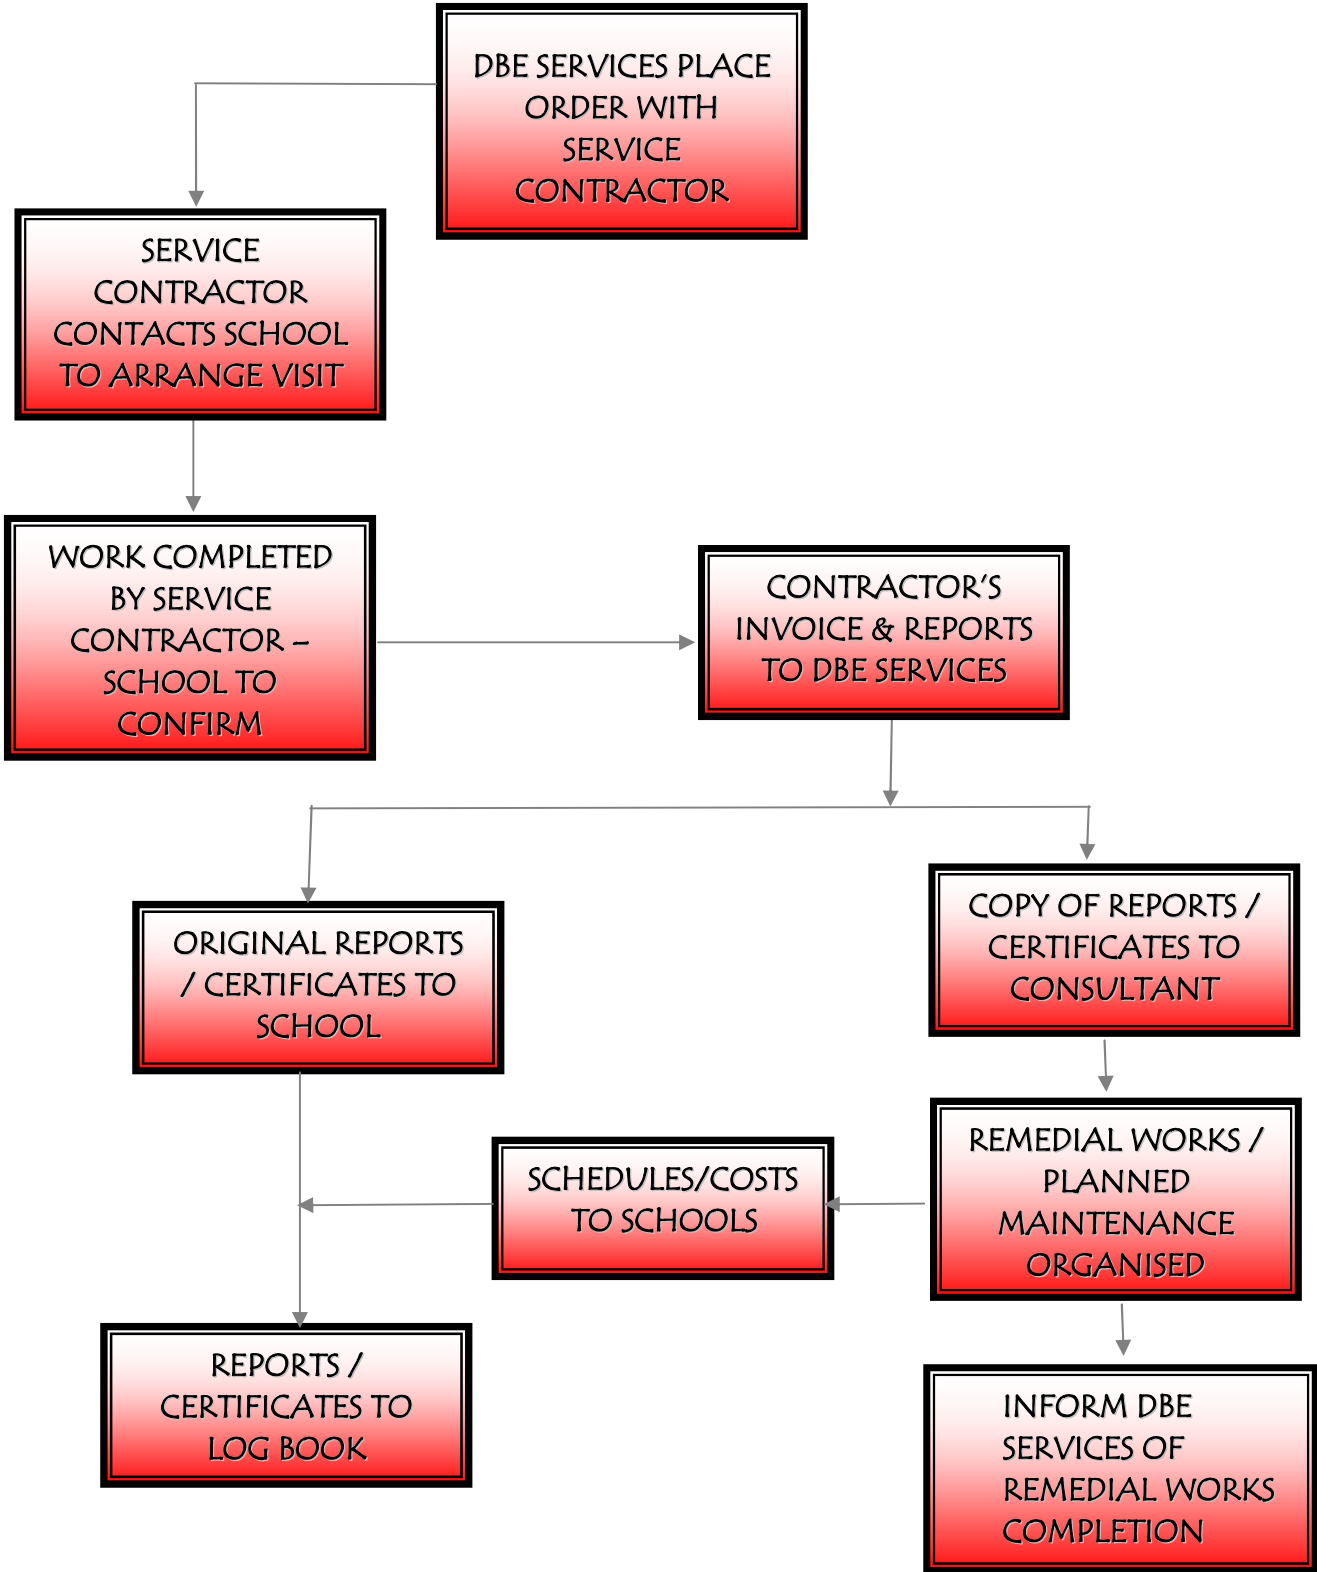 DBE SERVICES PLACE
ORDER WITH
SERVICE
CONTRACTOR
SERVICE
CONTRACTOR
CONTACTS SCHOOL
TO ARRANGE VISIT
WORK COMPLETED
BY SERVICE
CONTRACTOR –
SCHOOL TO
CONFIRM
CONTRACTOR’S
INVOICE & REPORTS
TO DBE SERVICES
ORIGINAL REPORTS
/ CERTIFICATES TO
SCHOOL
COPY OF REPORTS /
CERTIFICATES TO
CONSULTANT
REMEDIAL WORKS /
PLANNED
MAINTENANCE
ORGANISED
SCHEDULES/COSTS
TO SCHOOLS
REPORTS /
CERTIFICATES TO
LOG BOOK
INFORM DBE
SERVICES OF
REMEDIAL WORKS
COMPLETION